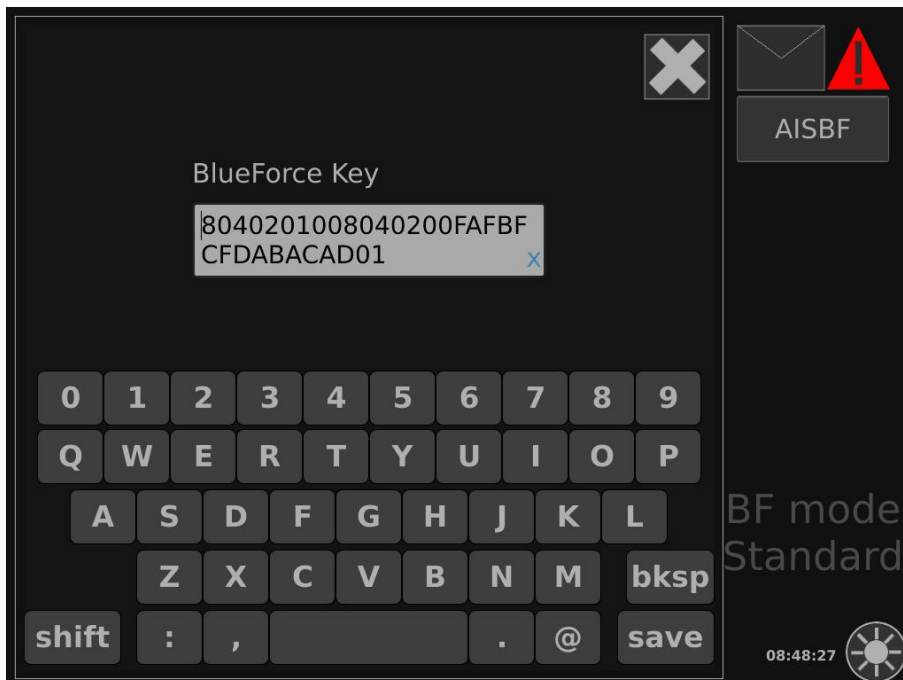 AISBF
BlueForce Key
8040201008040200FAFBF
CFDABACAD01
x
0 1 2 3 4 5 6 7 8 9
Q W E R T Y U I O P
A S D F G H J K L
Z X C V B N M bksp
shift : , . @ save
BF mode
Standard
08:48:27